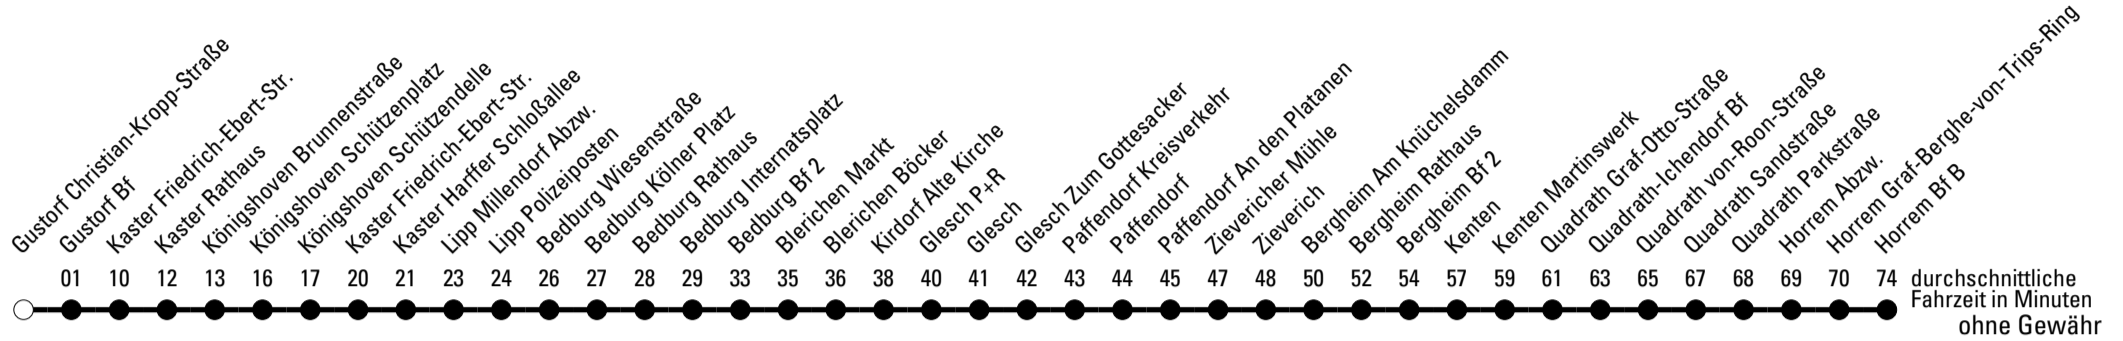 Gustorf Christian-Kropp-Straße
Gustorf Bf
Kaster Friedrich-Ebert-Str.
Kaster Rathaus
Königshoven Brunnenstraße
Königshoven Schützenplatz
Königshoven Schützendelle
Kaster Friedrich-Ebert-Str.
Kaster Harffer Schloßallee
Lipp Millendorf Abzw.
Lipp Polizeiposten
Bedburg Wiesenstraße
Bedburg Kölner Platz
Bedburg Rathaus
Bedburg Internatsplatz
Bedburg Bf 2
Blerichen Markt
Blerichen Böcker
Kirdorf Alte Kirche
Glesch P+R
Glesch
Glesch Zum Gottesacker
Paffendorf Kreisverkehr
Paffendorf
Paffendorf An den Platanen
Zievericher Mühle
Zieverich
Bergheim Am Knüchelsdamm
Bergheim Rathaus
Bergheim Bf 2
Kenten
Kenten Martinswerk
Quadrath Graf-Otto-Straße
Quadrath-Ichendorf Bf
Quadrath von-Roon-Straße
Quadrath Sandstraße
Quadrath Parkstraße
Horrem Abzw.
Horrem Graf-Berghe-von-Trips-Ring
Horrem Bf B
01 10 12 13 16 17 20 21 23 24 26 27 28 29 33 35 36 38 40 41 42 43 44 45 47 48 50 52 54 57 59 61 63 65 67 68 69 70 74 durchschnittliche
Fahrzeit in Minuten
ohne Gewähr